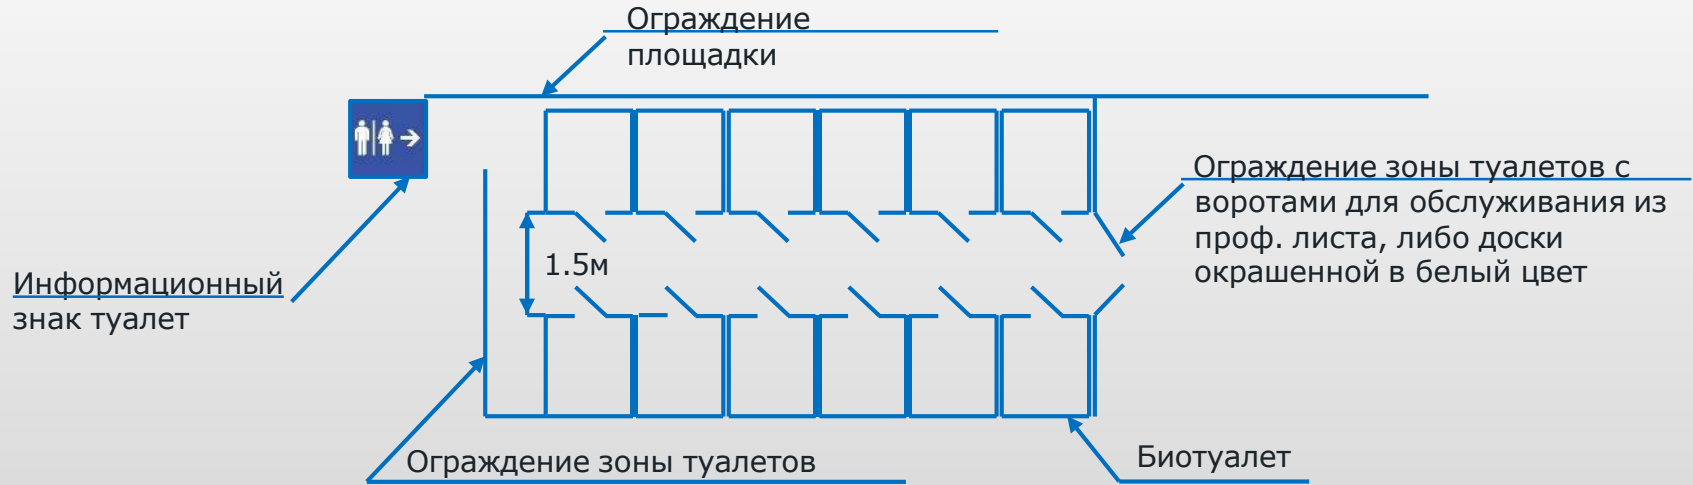 Ограждение
площадки
Ограждение зоны туалетов с
воротами для обслуживания из
проф. листа, либо доски
окрашенной в белый цвет
1.5м
Информационный
знак туалет
Ограждение зоны туалетов
Биотуалет